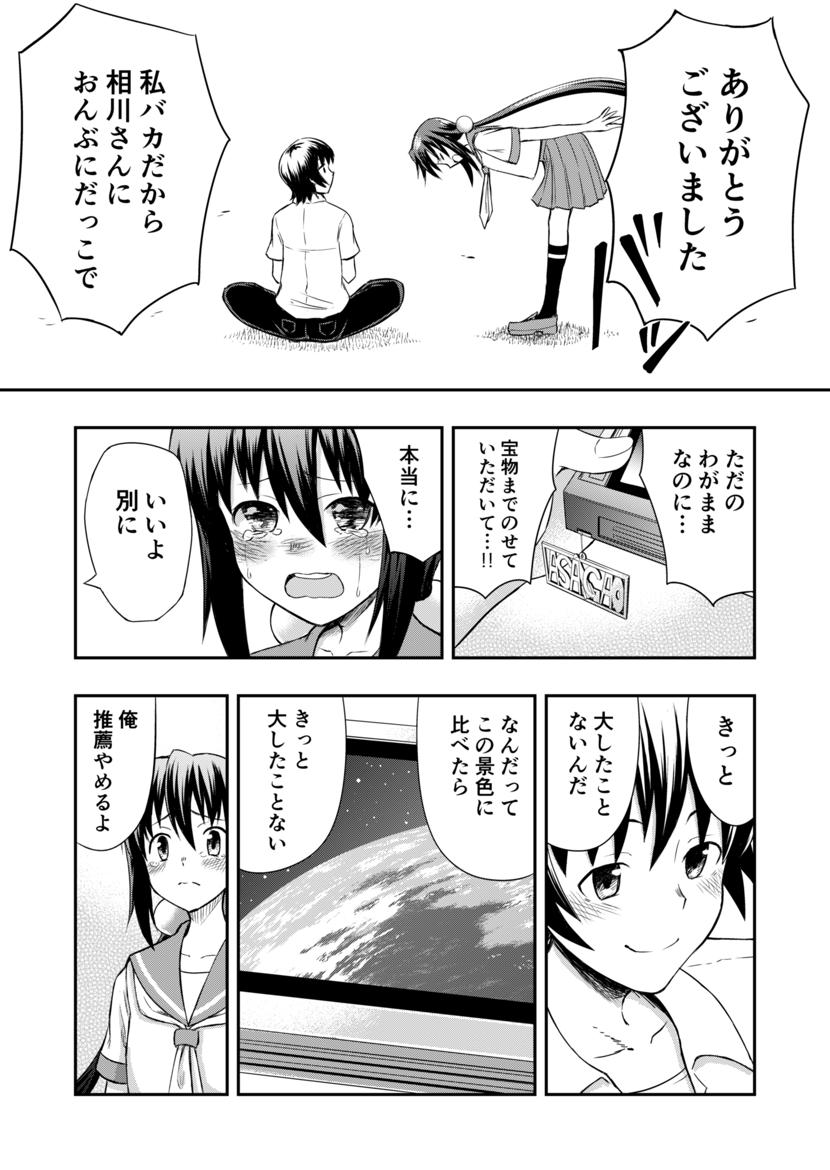 ありがとう
ございました
ーッ
私バカだから
相川さんに
おんぶにだっこで
ただの
わがまま
なのに…
宝物までのせて
いただいて…!!
ASAGAO
本当に…
いいよ
別に
きっと
大したこと
ないんだ
なんだって
この景色に
比べたら
きっと
大したことない
俺
推薦やめるよ